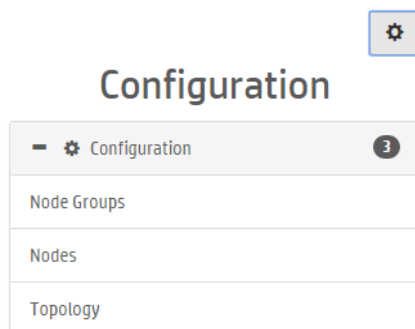 Configuration
Configuration 3
Node Groups
Nodes
Topology